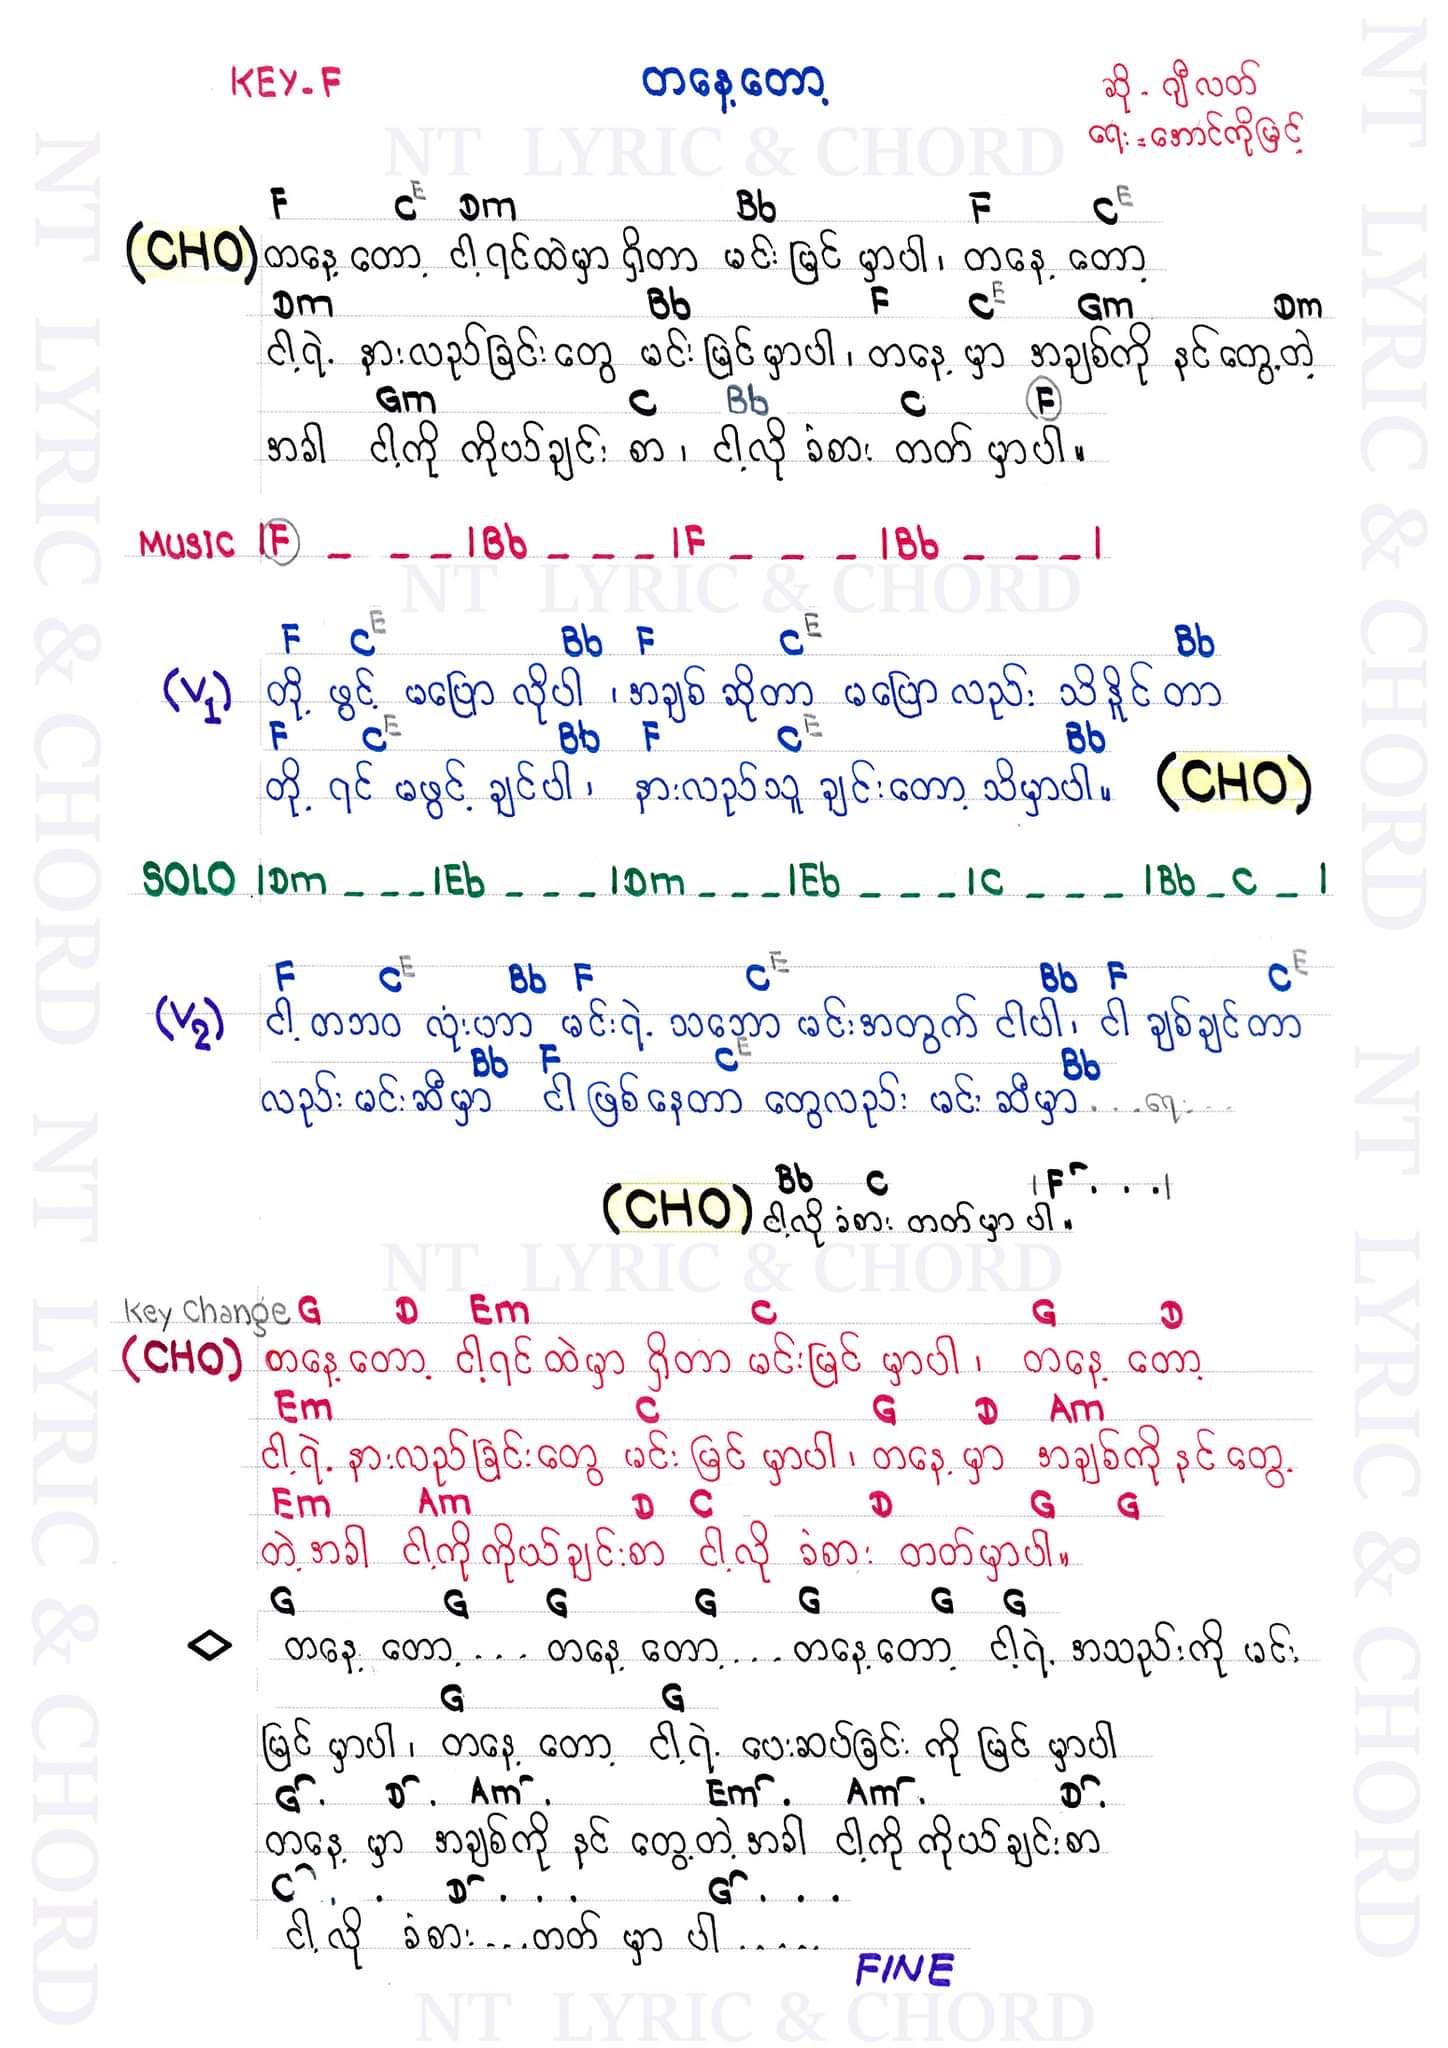 KEY-F
တနေ့တော့
ဆို - ဂျီလတ်
ရေး - အောင်ကိုမြင့်
NT LYRIC & CHORD
F C E Dm Bb F C E
(CHO) တနေ့ တော့ ငါ့ရင်ထဲမှာ ရှိတာ မင်း မြင် မှာပါ၊ တနေ့ တော့
Dm Bb F C E Gm Dm
ငါ့ရဲ့ နားလည်ခြင်းတွေ မင်း မြင်မှာပါ၊ တနေ့ မှာ အချစ်ကို နင် တွေ့တဲ့
Gm C Bb C F
အခါ ငါ့ကို ကိုယ်ချင်း စာ၊ ငါ့လို ခံစား တတ် မှာပါ။
MUSIC |F _ _ _ |Bb _ _ _ |F _ _ _ |Bb _ _ _ |
NT LYRIC & CHORD
F C E Bb F C E Bb
(V1) တို့ ဖွင့် မပြော လိုပါ ၊ အချစ် ဆိုတာ မပြော လည်း သိနိူင် တာ
F C E Bb F C E Bb
တို့ ရင် မဖွင့် ချင်ပါ၊ နားလည်သူ ချင်းတော့ သိမှာပါ။ (CHO)
SOLO |Dm _ _ _ |Eb _ _ _ |Dm _ _ _ |Eb _ _ _ |C _ _ _ |Bb _ C _ |
F C E Bb F C E Bb F C E
(V2) ငါ့ တဘဝ လုံးပဘာ မင်းရဲ့ သဘော မင်းအတွက် ငါပါ၊ ငါ ချစ်ချင်တာ
Bb F C E Bb
လည်း မင်းဆီမှာ ငါ ဖြစ်နေတာ တွေလည်း မင်း ဆီမှာ . . . ရေး . . .
Bb C |F . . . |
(CHO) ငါ့လို ခံစား တတ်မှာ ပါ။
NT LYRIC & CHORD
Key Change G D Em C G D
(CHO) တနေ့ တော့ ငါ့ရင် ထဲမှာ ရှိတာ မင်းမြင် မှာပါ၊ တနေ့ တော့
Em C G D Am
ငါ့ရဲ့ နားလည်ခြင်းတွေ မင်း မြင် မှာပါ၊ တနေ့ မှာ အချစ်ကို နင် တွေ့
Em Am D C D G G
တဲ့ အခါ ငါ့ကို ကိုယ်ချင်းစာ ငါ့လို ခံစား တတ်မှာပါ။
G G G G G G G
◇ တနေ့ တော့ . . . တနေ့ တော့ . . . တနေ့တော့ ငါ့ရဲ့ အသည်းကို မင်း
G G
မြင် မှာပါ၊ တနေ့ တော့ ငါ့ရဲ့ ပေးဆပ်ခြင်း ကို မြင် မှာပါ
G . D . Am . Em . Am . D .
တနေ့ မှာ အချစ်ကို နင် တွေ့တဲ့ အခါ ငါ့ကို ကိုယ်ချင်းစာ
C . . D . . . G . . .
ငါ့လို ခံစား . . . တတ် မှာ ပါ . . . . . .
FINE
NT LYRIC & CHORD